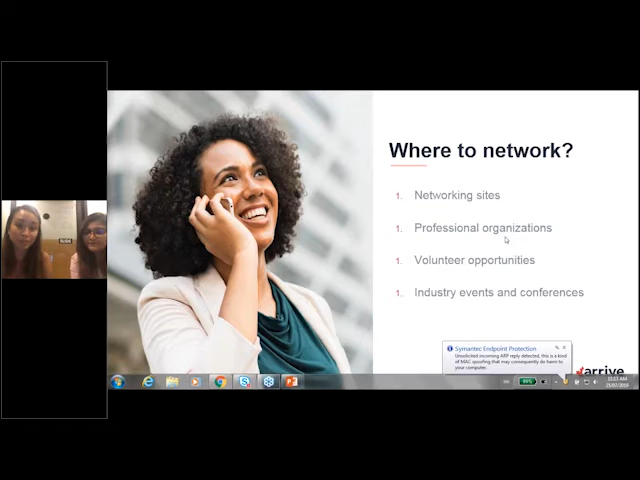 Where to network?
1. Networking sites
1. Professional organizations
1. Volunteer opportunities
1. Industry events and conferences
Symantec Endpoint Protection
Unsolicited incoming ARP reply detected, this is a kind
of MAC spoofing that may consequently do harm to
your computer.
arrive
99%